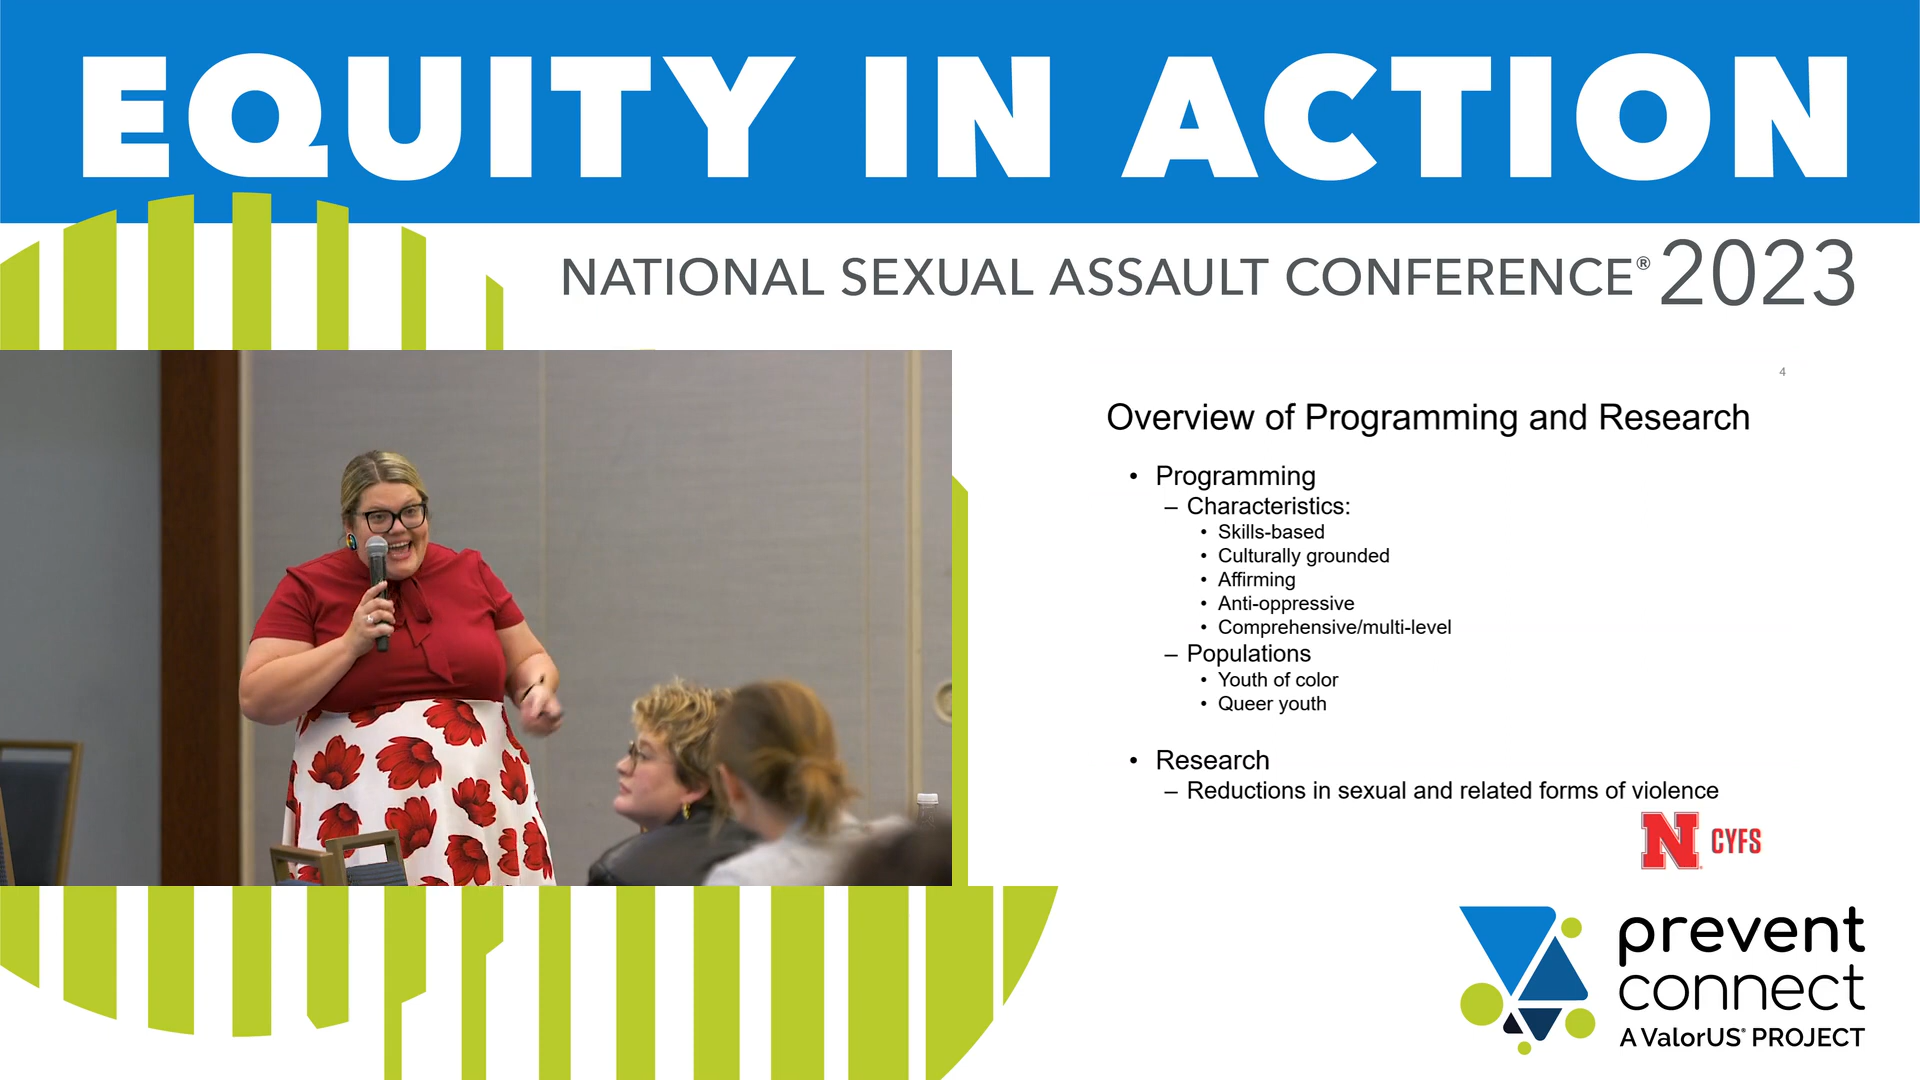 EQUITY IN ACTION
NATIONAL SEXUAL ASSAULT CONFERENCE® 2023
4
Overview of Programming and Research
• Programming
– Characteristics:
• Skills-based
• Culturally grounded
• Affirming
• Anti-oppressive
• Comprehensive/multi-level
– Populations
• Youth of color
• Queer youth
• Research
– Reductions in sexual and related forms of violence
N CYFS
prevent
connect
A ValorUS® PROJECT